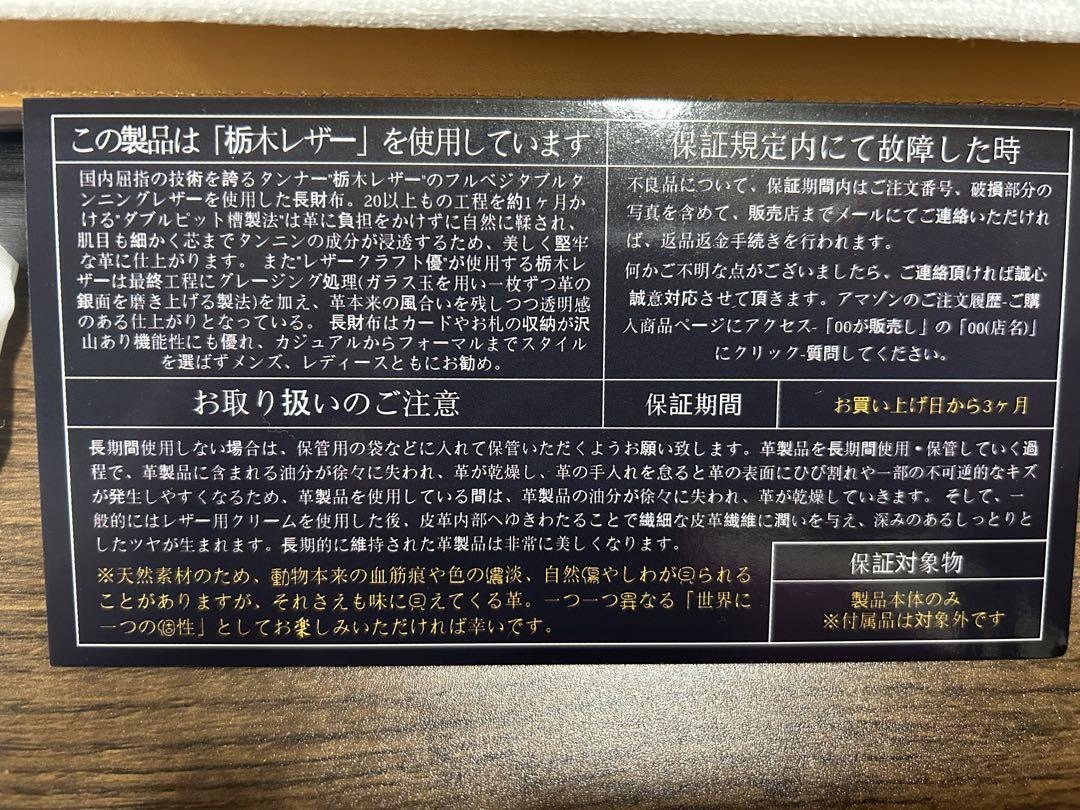 この製品は「栃木レザー」を使用しています
国内屈指の技術を誇るタンナー"栃木レザー"のフルベジタブルタ
ンニングレザーを使用した長財布。20以上もの工程を約1ヶ月か
ける"ダブルピット槽製法"は革に負担をかけずに自然に鞣され、
肌目も細かく芯までタンニンの成分が浸透するため、美しく堅牢
な革に仕上がります。 また"レザークラフト優"が使用する栃木レ
ザーは最終工程にグレージング処理(ガラス玉を用い一枚ずつ革の
銀面を磨き上げる製法)を加え、革本来の風合いを残しつつ透明感
のある仕上がりとなっている。 長財布はカードやお札の収納が沢
山あり機能性にも優れ、カジュアルからフォーマルまでスタイル
を選ばずメンズ、レディースともにお勧め。
保証規定内にて故障した時
不良品について、保証期間内はご注文番号、破損部分の
写真を含めて、販売店までメールにてご連絡いただけれ
ば、返品返金手続きを行われます。
何かご不明な点がございましたら、ご連絡頂ければ誠心
誠意対応させて頂きます。アマゾンのご注文履歴-ご購
入商品ページにアクセス-「00が販売し」の「00(店名)」
にクリック-質問してください。
お取り扱いのご注意
保証期間
お買い上げ日から3ヶ月
長期間使用しない場合は、保管用の袋などに入れて保管いただくようお願い致します。革製品を長期間使用・保管していく過
程で、革製品に含まれる油分が徐々に失われ、革が乾燥し、革の手入れを怠ると革の表面にひび割れや一部の不可逆的なキズ
が発生しやすくなるため、革製品を使用している間は、革製品の油分が徐々に失われ、革が乾燥していきます。 そして、一
般的にはレザー用クリームを使用した後、皮革内部へゆきわたることで繊細な皮革繊維に潤いを与え、深みのあるしっとりと
したツヤが生まれます。長期的に維持された革製品は非常に美しくなります。
※天然素材のため、動物本来の血筋痕や色の濃淡、自然傷やしわが見られる
ことがありますが、それさえも味に見えてくる革。一つ一つ異なる「世界に
一つの個性」としてお楽しみいただければ幸いです。
保証対象物
製品本体のみ
※付属品は対象外です